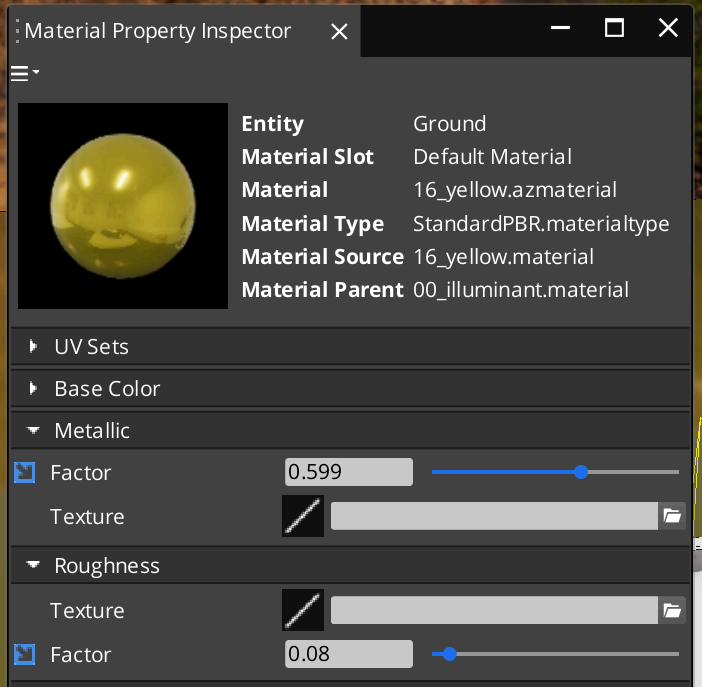 Material Property Inspector
Entity Ground
Material Slot Default Material
Material 16_yellow.azmaterial
Material Type StandardPBR.materialtype
Material Source 16_yellow.material
Material Parent 00_illuminant.material
UV Sets
Base Color
Metallic
Factor 0.599
Texture
Roughness
Texture
Factor 0.08